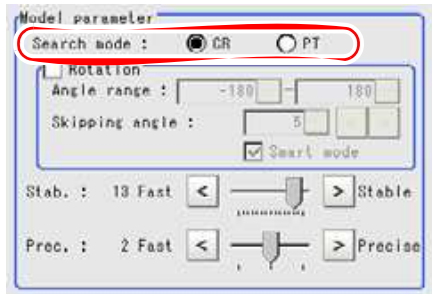 Model parameter
Search mode : CR PT
Rotation
Angle range : -180 - 180
Skipping angle : 5
Smart mode
Stab. : 13 Fast < > Stable
Prec. : 2 Fast < > Precise